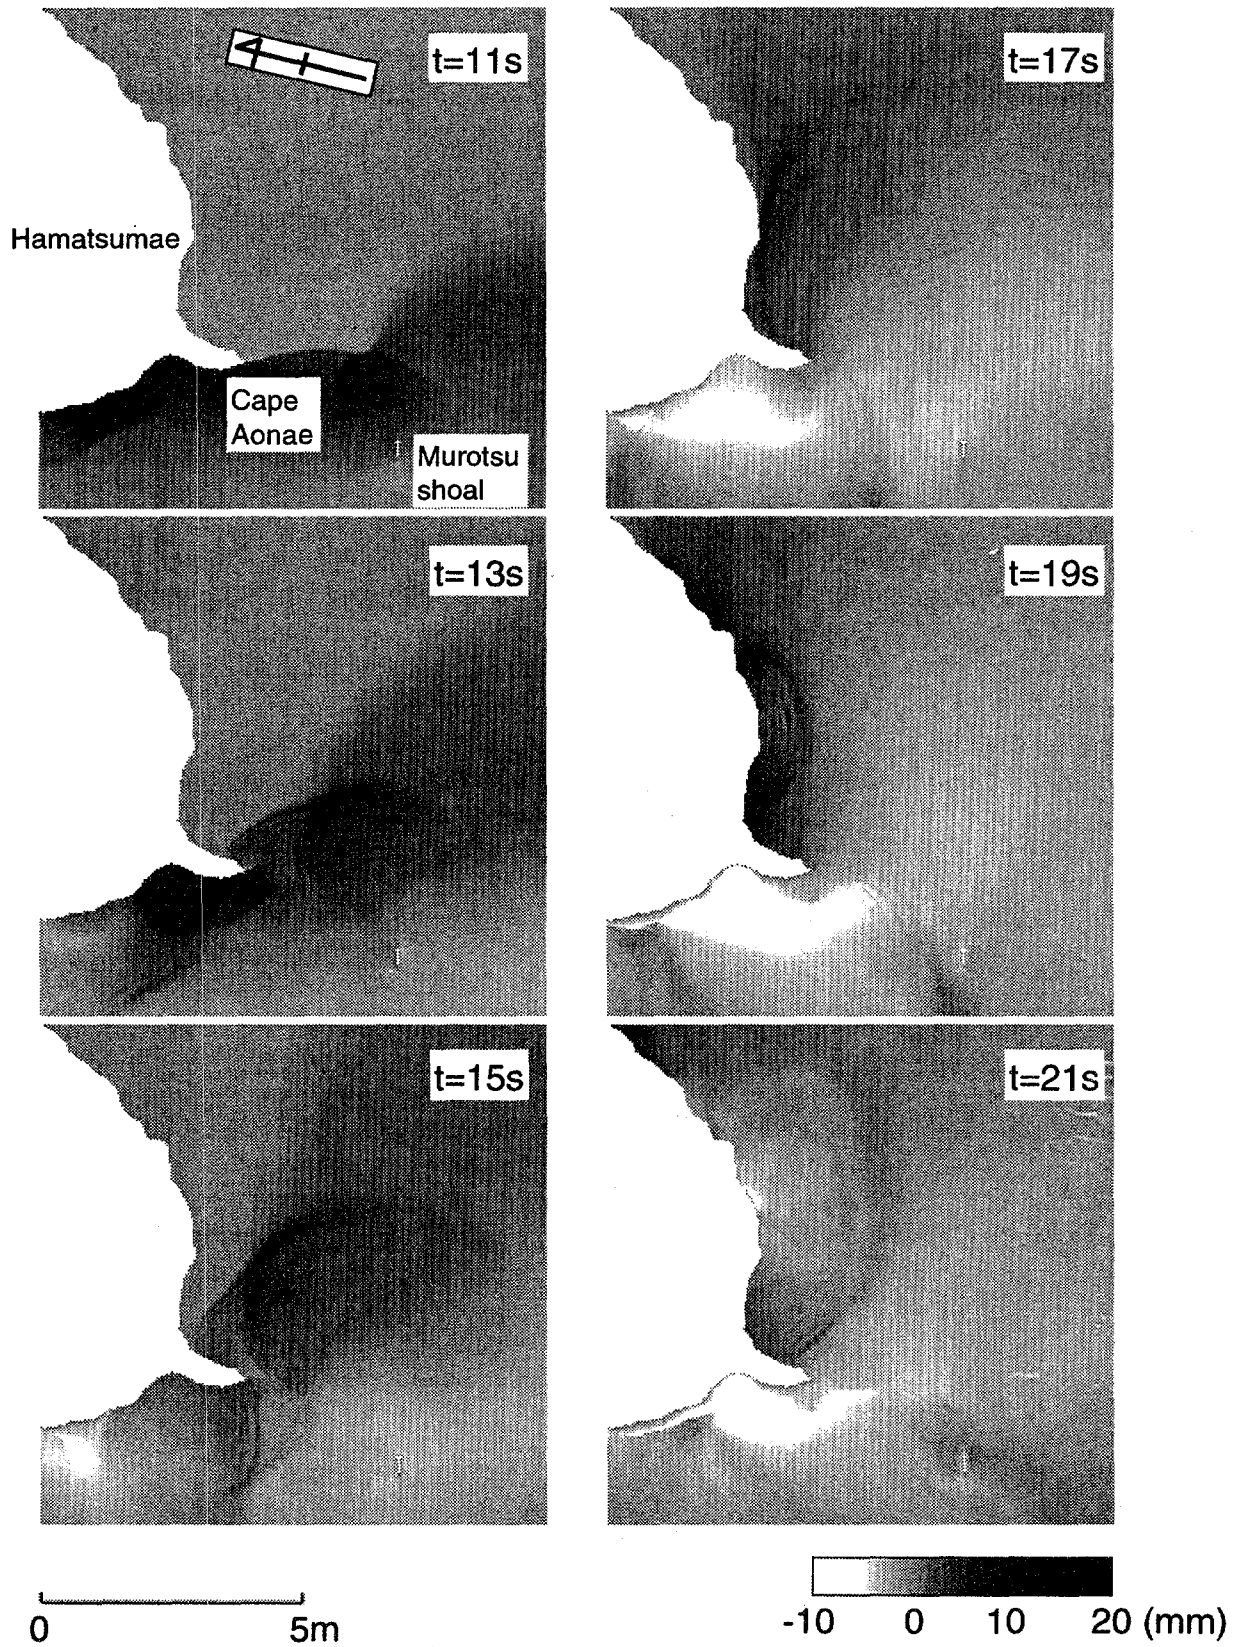 t=11s
Hamatsumae
Cape
Aonae
Murotsu
shoal
t=17s
t=13s
t=19s
t=15s
t=21s
0 5m
-10 0 10 20 (mm)